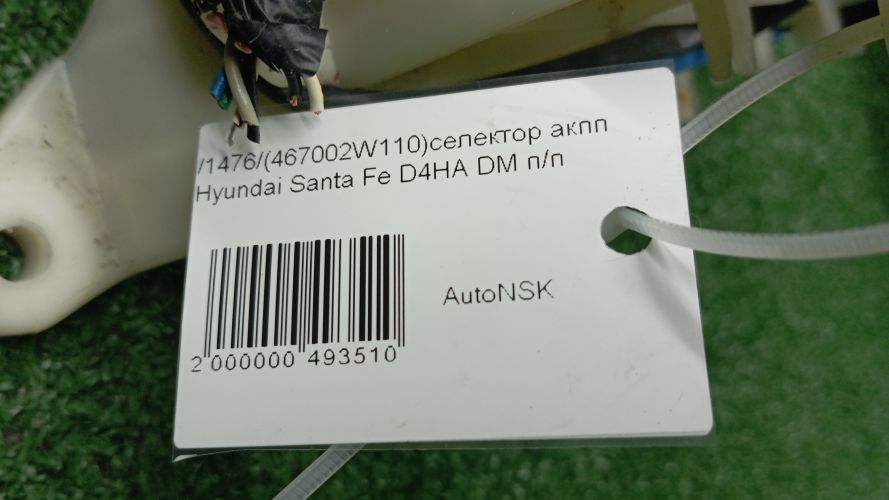 /1476/(467002W110)селектор акпп
Hyundai Santa Fe D4HA DM п/п
AutoNSK
2 000000 493510